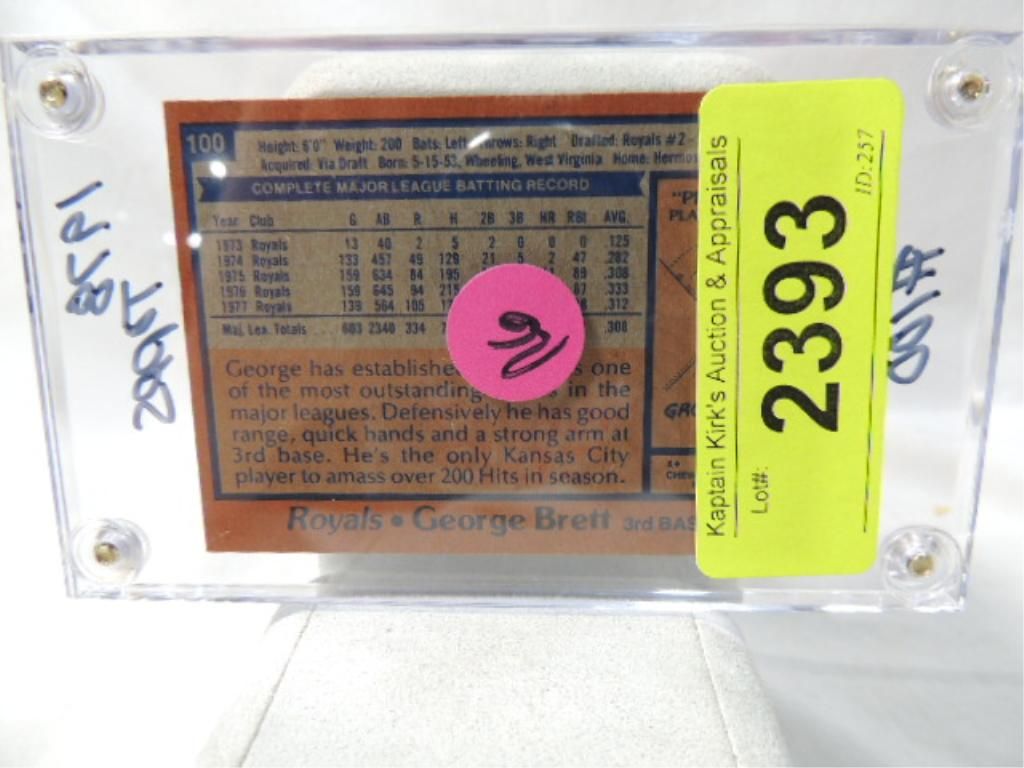 100
Height: 6'0" Weight: 200 Bats: Left Throws: Right Drafted: Royals #2-
Acquired: Via Draft Born: 5-15-53, Wheeling, West Virginia Home: Hermos
COMPLETE MAJOR LEAGUE BATTING RECORD
Year Club G AB R H 2B 3B HR RBI AVG.
1973 Royals 13 40 2 5 2 0 0 0 .125
1974 Royals 133 457 49 129 21 5 2 47 .282
1975 Royals 159 634 84 195 89 .308
1976 Royals 159 645 94 215 67 .333
1977 Royals 139 564 105 .312
Maj. Lea. Totals 603 2340 334 .308
George has established one
of the most outstanding in the
major leagues. Defensively he has good
range, quick hands and a strong arm at
3rd base. He's the only Kansas City
player to amass over 200 Hits in season.
Royals • George Brett 3rd BAS
"P
PLA
GRO
CHEW
Kaptain Kirk's Auction & Appraisals
Lot#:
2393
ID:257